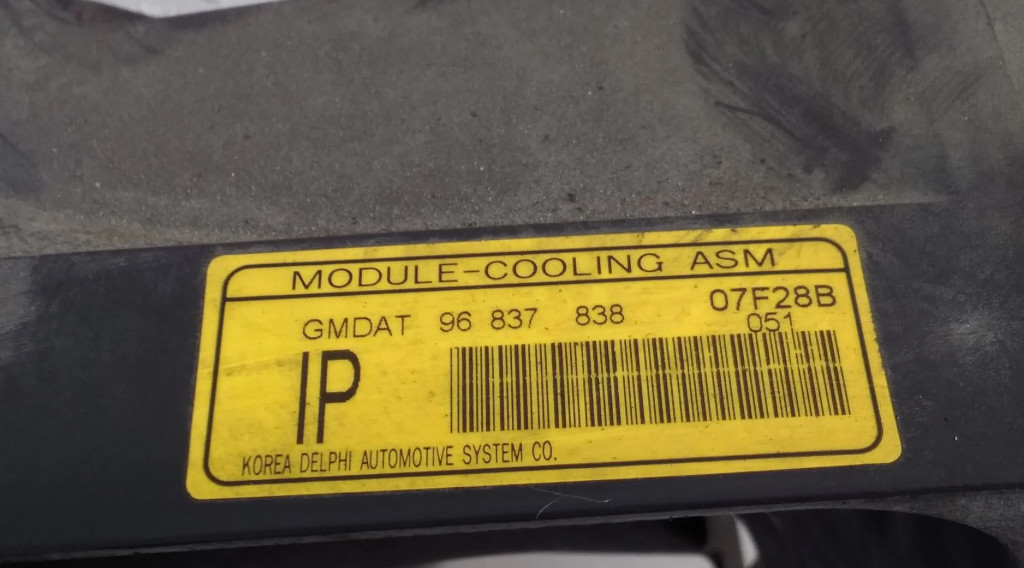 MODULE-COOLING ASM
GMDAT 96 837 838 07F28B
051
IP
KOREA DELPHI AUTOMOTIVE SYSTEM CO.